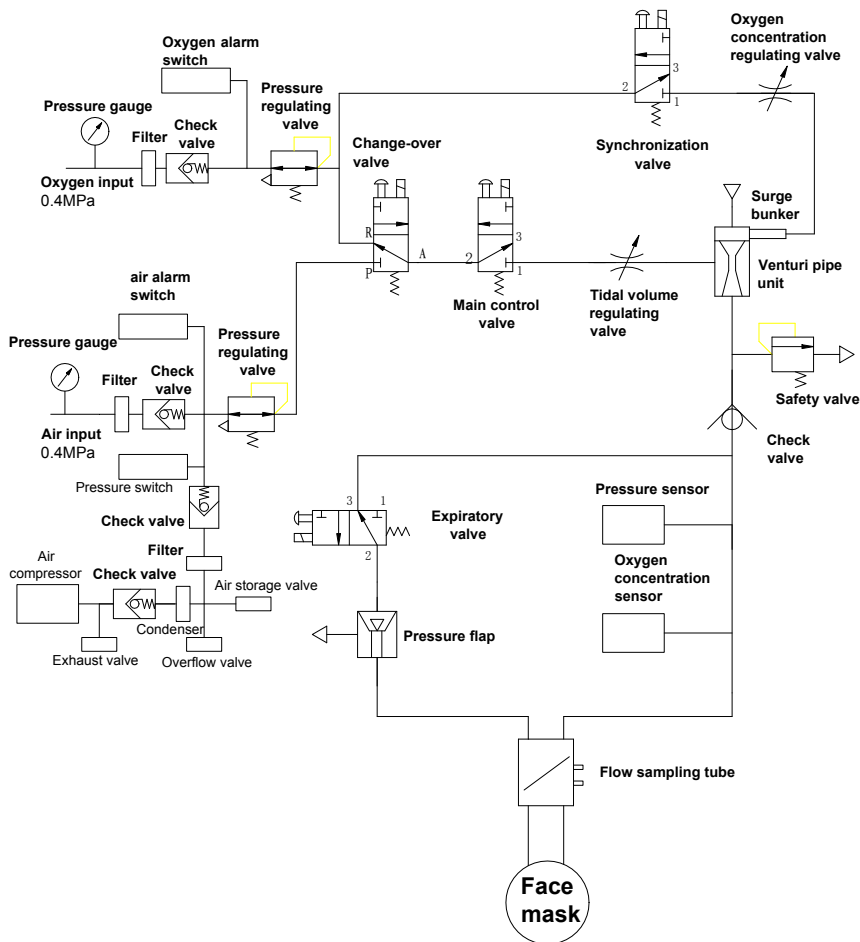 Oxygen alarm
switch
Oxygen
concentration
regulating valve
Pressure gauge
Filter
Check
valve
Pressure
regulating
valve
Oxygen input
0.4MPa
Change-over
valve
2
3
1
Synchronization
valve
R
P
A
2
3
1
Main control
valve
Tidal volume
regulating
valve
Surge
bunker
Venturi pipe
unit
air alarm
switch
Pressure gauge
Filter
Check
valve
Pressure
regulating
valve
Air input
0.4MPa
Safety valve
Check
valve
Pressure switch
Check valve
Filter
Air
compressor
Check valve
Air storage valve
Condenser
Exhaust valve
Overflow valve
3
1
2
Expiratory
valve
Pressure sensor
Oxygen
concentration
sensor
Pressure flap
Flow sampling tube
Face
mask